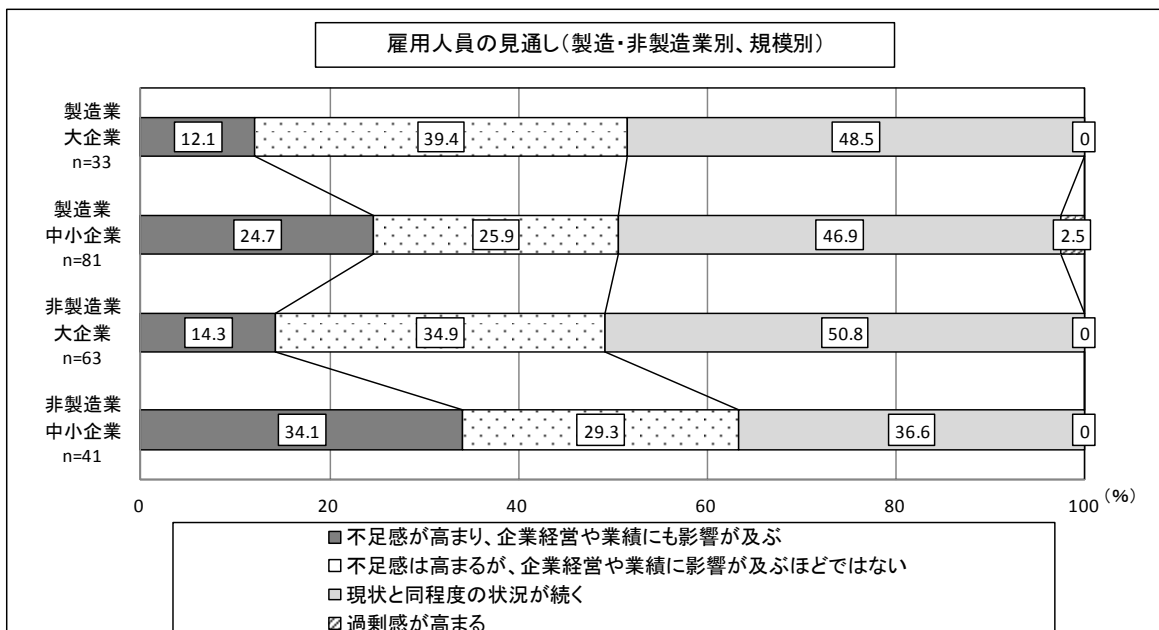 雇用人員の見通し(製造・非製造業別、規模別)
製造業
大企業
n=33
12.1
39.4
48.5
0
製造業
中小企業
n=81
24.7
25.9
46.9
2.5
非製造業
大企業
n=63
14.3
34.9
50.8
0
非製造業
中小企業
n=41
34.1
29.3
36.6
0
0 20 40 60 80 100 (%)
不足感が高まり、企業経営や業績にも影響が及ぶ
不足感は高まるが、企業経営や業績に影響が及ぶほどではない
現状と同程度の状況が続く
過剰感が高まる